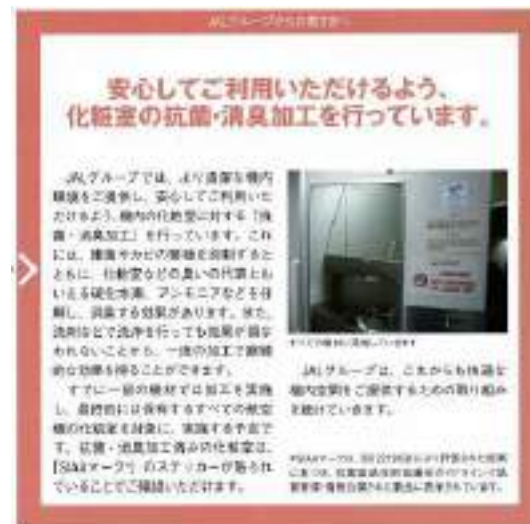 JALグループからお客さまへ
安心してご利用いただけるよう、
化粧室の抗菌・消臭加工を行っています。
JALグループでは、より清潔な機内
環境をご提供し、安心してご利用いた
だけるよう、機内の化粧室に対する「抗
菌・消臭加工」を行っています。これ
には、雑菌やカビの繁殖を抑制すると
ともに、化粧室などの臭いの代表とも
いえる硫化水素、アンモニアなどを分
解し、消臭する効果があります。また、
洗剤などで洗浄を行っても効果が損な
われないことから、一度の加工で継続
的な効果を得ることができます。
すでに一部の機材では加工を実施
し、最終的には保有するすべての航空
機の化粧室を対象に、実施する予定で
す。抗菌・消臭加工済みの化粧室は、
「SIAAマーク*」のステッカーが貼られ
ていることでご確認いただけます。
JALグループは、これからも快適な
機内空間をご提供するための取り組み
を続けていきます。